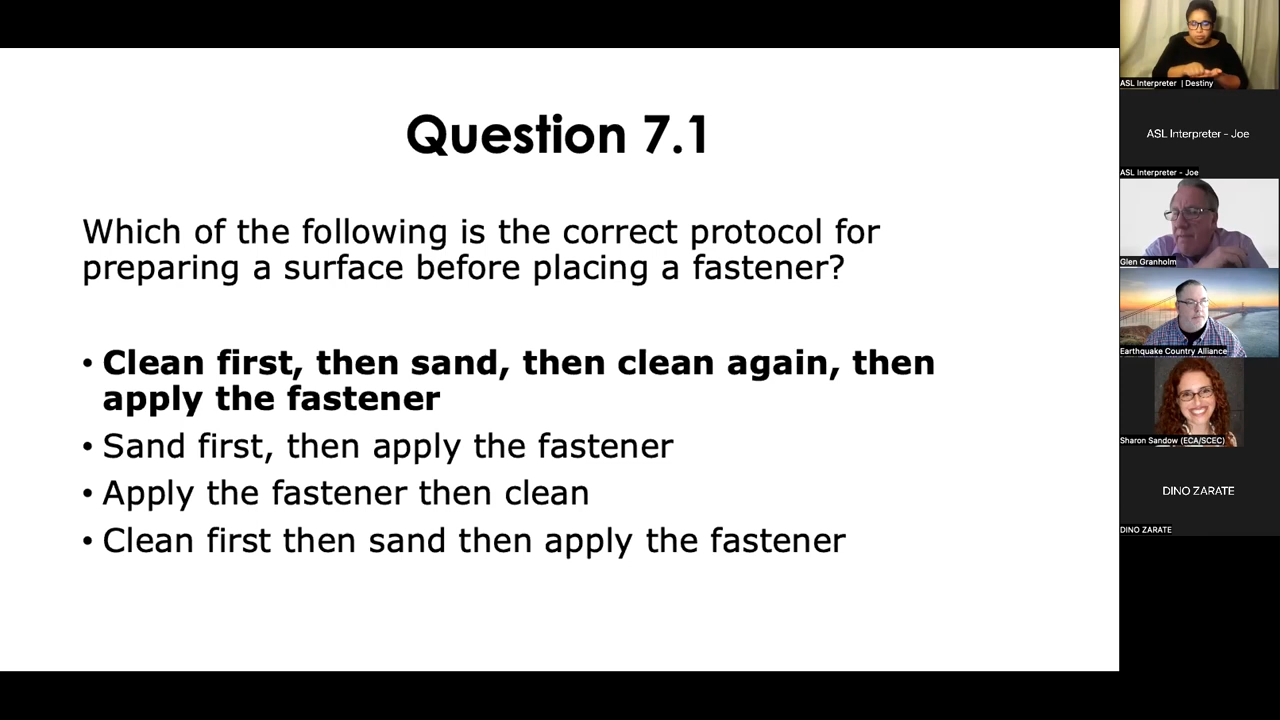 Question 7.1
Which of the following is the correct protocol for
preparing a surface before placing a fastener?
• Clean first, then sand, then clean again, then
apply the fastener
• Sand first, then apply the fastener
• Apply the fastener then clean
• Clean first then sand then apply the fastener
ASL Interpreter | Destiny
ASL Interpreter - Joe
ASL Interpreter - Joe
Glen Granholm
Earthquake Country Alliance
Sharon Sandow (ECA/SCEC)
DINO ZARATE
DINO ZARATE